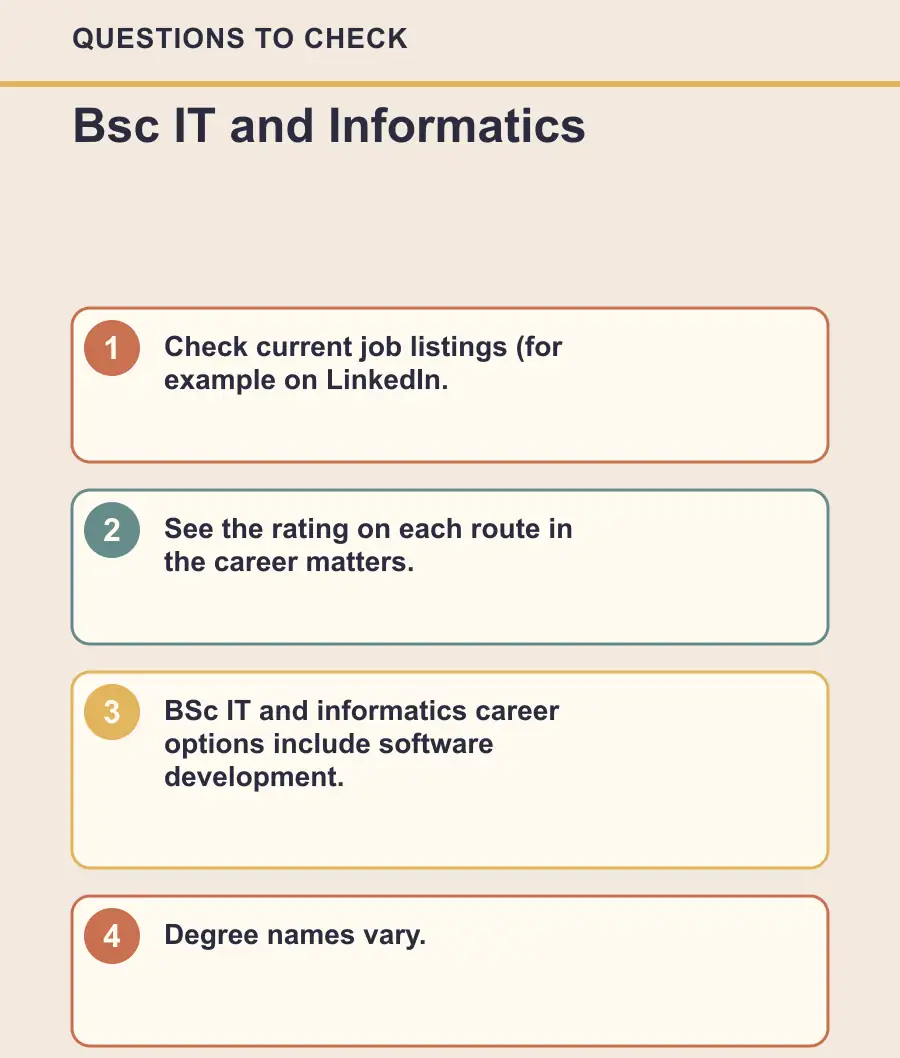 QUESTIONS TO CHECK
Bsc IT and Informatics
1
Check current job listings (for
example on LinkedIn.
2
See the rating on each route in
the career matters.
3
BSc IT and informatics career
options include software
development.
4
Degree names vary.